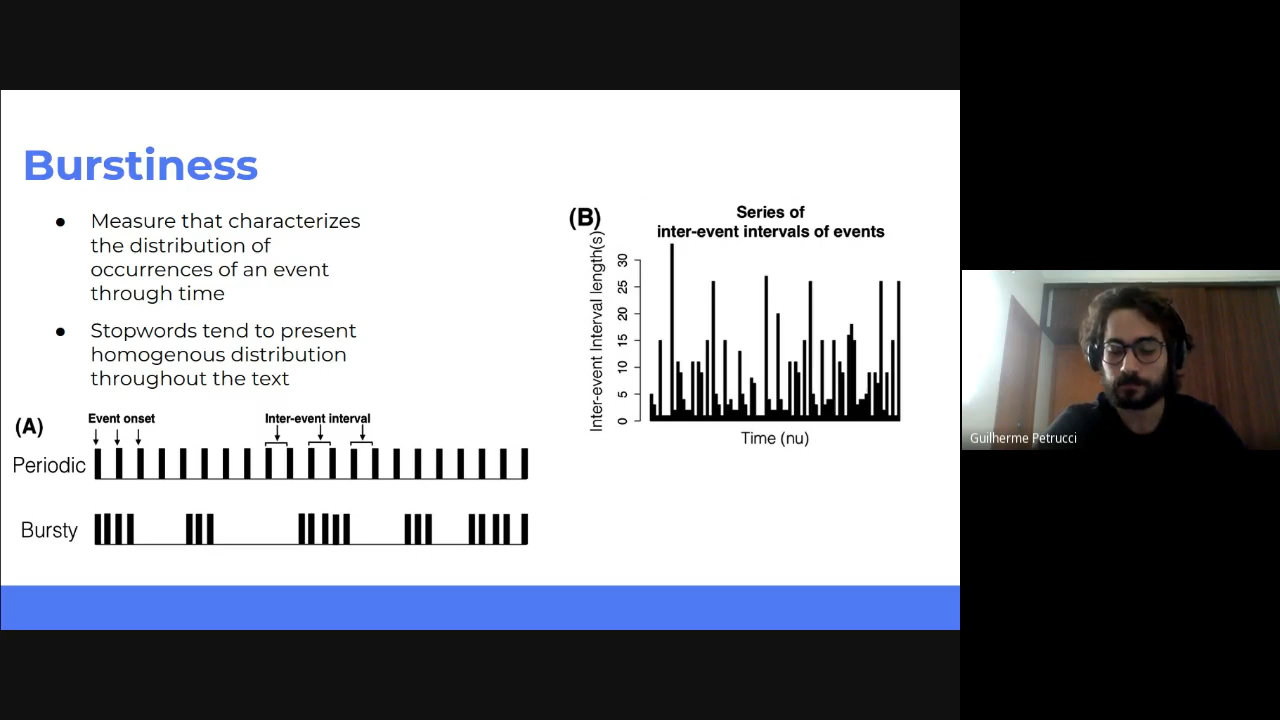 Burstiness
● Measure that characterizes
the distribution of
occurrences of an event
through time
● Stopwords tend to present
homogenous distribution
throughout the text
(A)
Event onset
Inter-event interval
Periodic
Bursty
(B)
Series of
inter-event intervals of events
Inter-event Interval length(s)
30
25
20
15
10
5
0
Time (nu)
Guilherme Petrucci